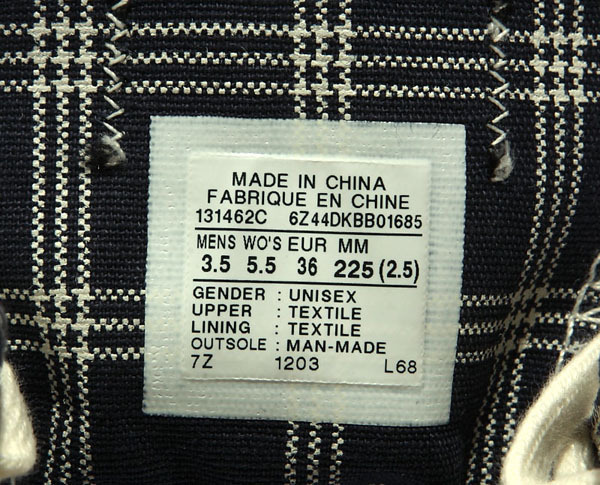 MADE IN CHINA
FABRIQUE EN CHINE
131462C 6Z44DKBB01685
MENS WO'S EUR MM
3.5 5.5 36 225 (2.5)
GENDER : UNISEX
UPPER : TEXTILE
LINING : TEXTILE
OUTSOLE : MAN-MADE
7Z 1203 L68